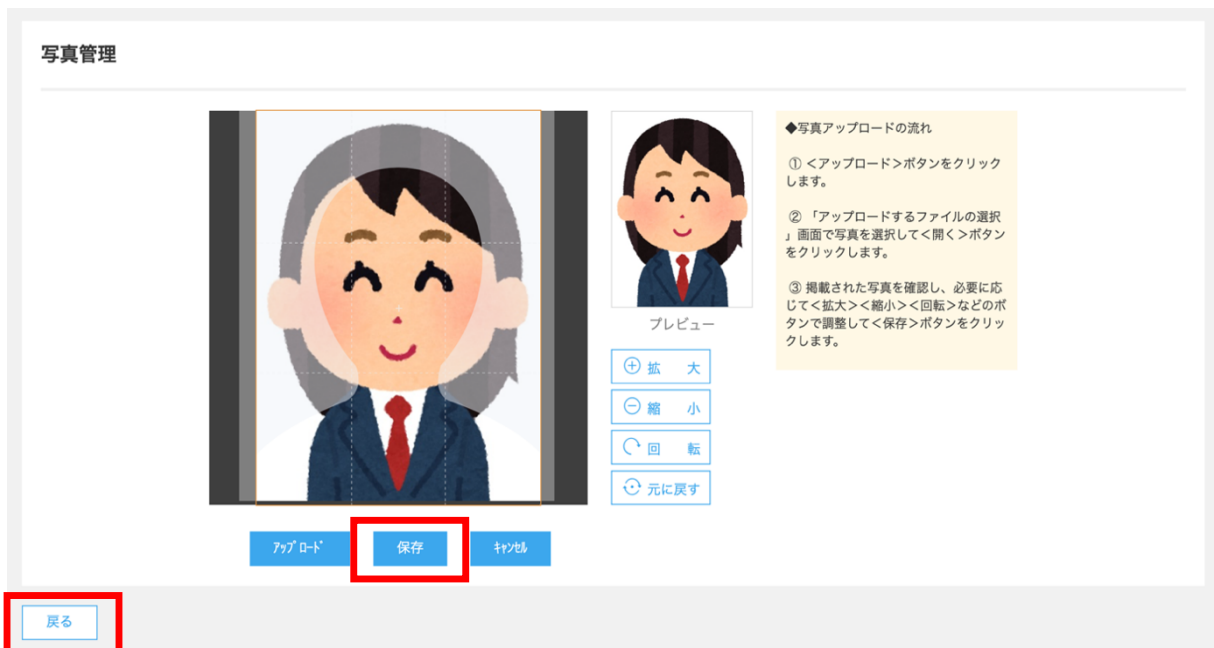 写真管理
◆写真アップロードの流れ
① <アップロード>ボタンをクリック
します。
② 「アップロードするファイルの選択
」画面で写真を選択して<開く>ボタン
をクリックします。
③ 掲載された写真を確認し、必要に応
じて<拡大><縮小><回転>などのボ
タンで調整して<保存>ボタンをクリッ
クします。
プレビュー
拡 大
縮 小
回 転
元に戻す
ｱｯﾌﾟﾛｰﾄﾞ
保存
ｷｬﾝｾﾙ
戻る